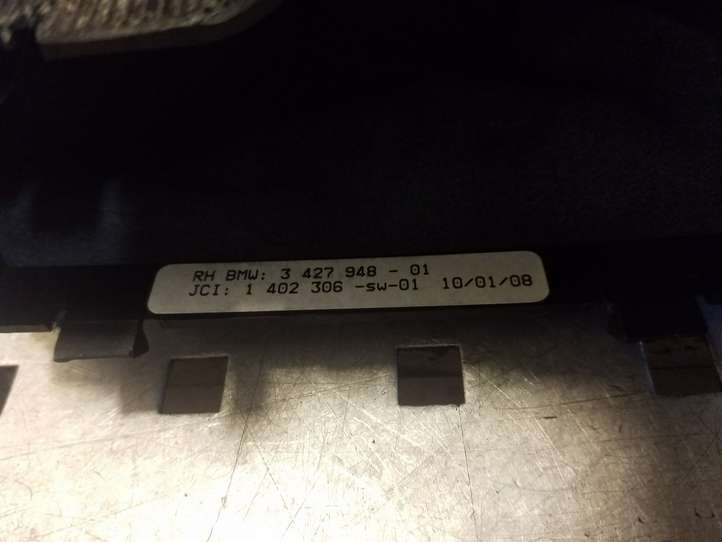 RH BMW: 3 427 948 - 01
JCI: 1 402 306 -sw-01 10/01/08